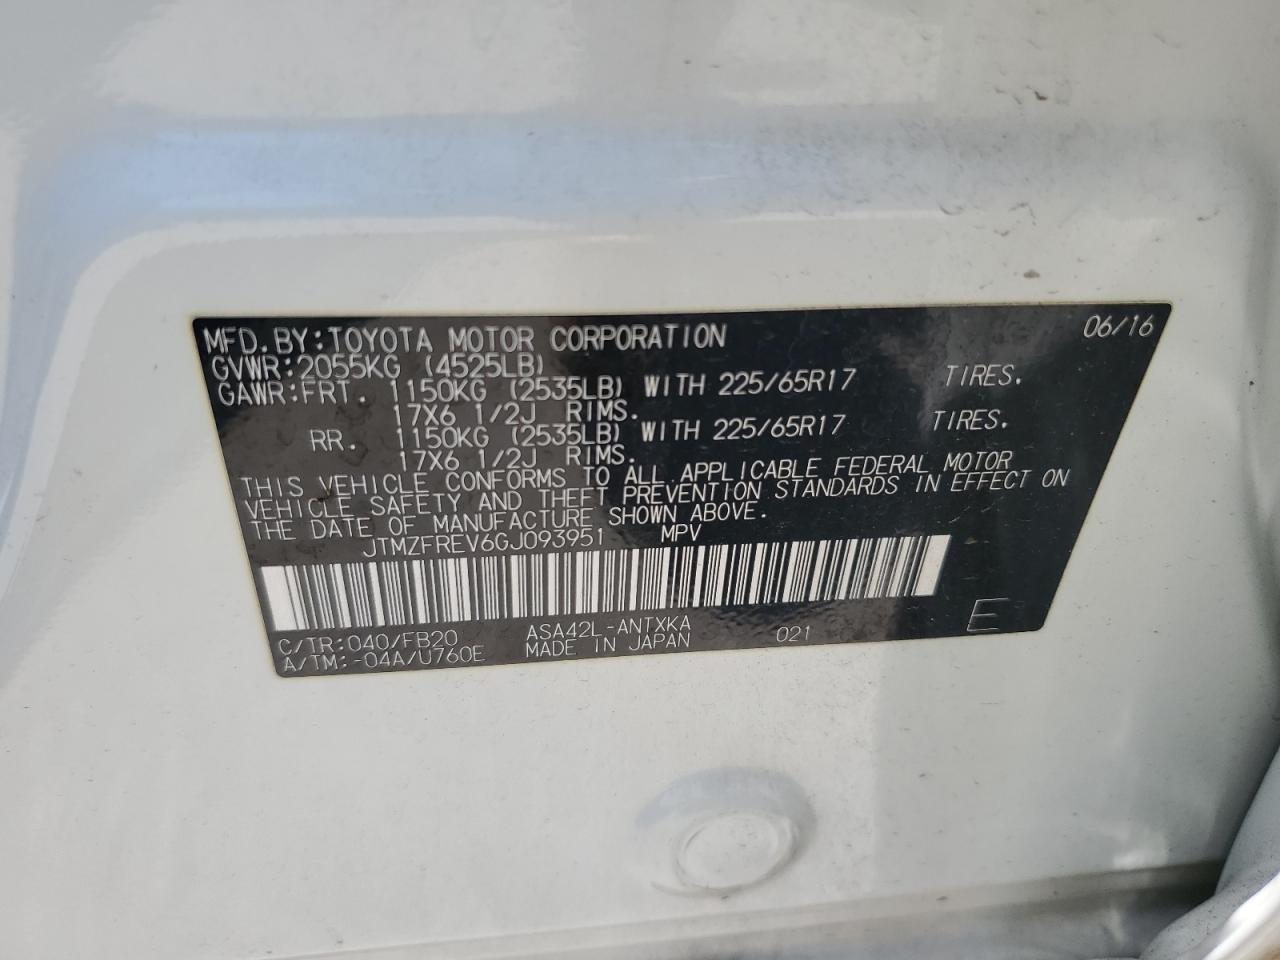 MFD. BY: TOYOTA MOTOR CORPORATION 06/16
GVWR: 2055KG (4525LB)
GAWR: FRT. 1150KG (2535LB) WITH 225/65R17 TIRES.
17X6 1/2J RIMS.
RR. 1150KG (2535LB) WITH 225/65R17 TIRES.
17X6 1/2J RIMS.
THIS VEHICLE CONFORMS TO ALL APPLICABLE FEDERAL MOTOR
VEHICLE SAFETY AND THEFT PREVENTION STANDARDS IN EFFECT ON
THE DATE OF MANUFACTURE SHOWN ABOVE.
JTMZFREV6GJ093951 MPV
C/TR: 040/FB20 ASA42L-ANTXKA 021 E
A/TM: -04A/U760E MADE IN JAPAN